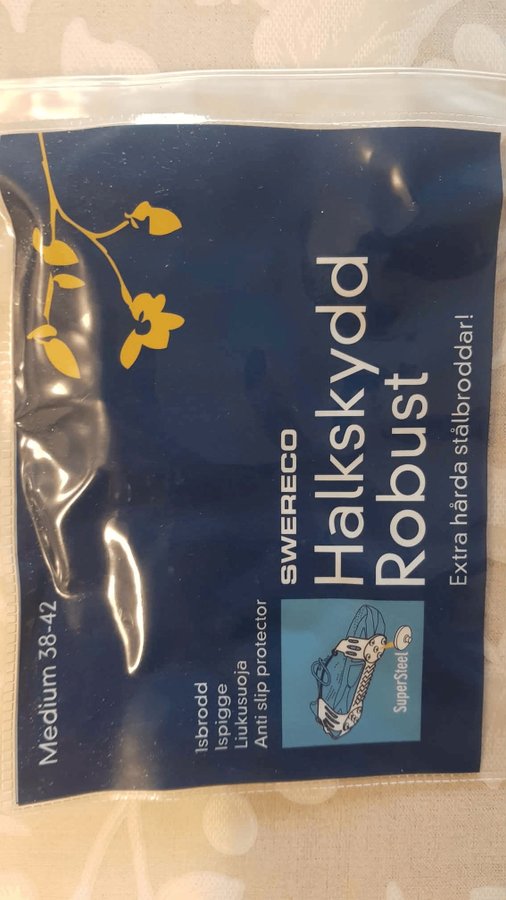 Medium 38-42
Isbrodd
Ispigge
Liukusuoja
Anti slip protector
SWERECO
Halkskydd
Robust
Extra hårda stålbroddar!
SuperSteel